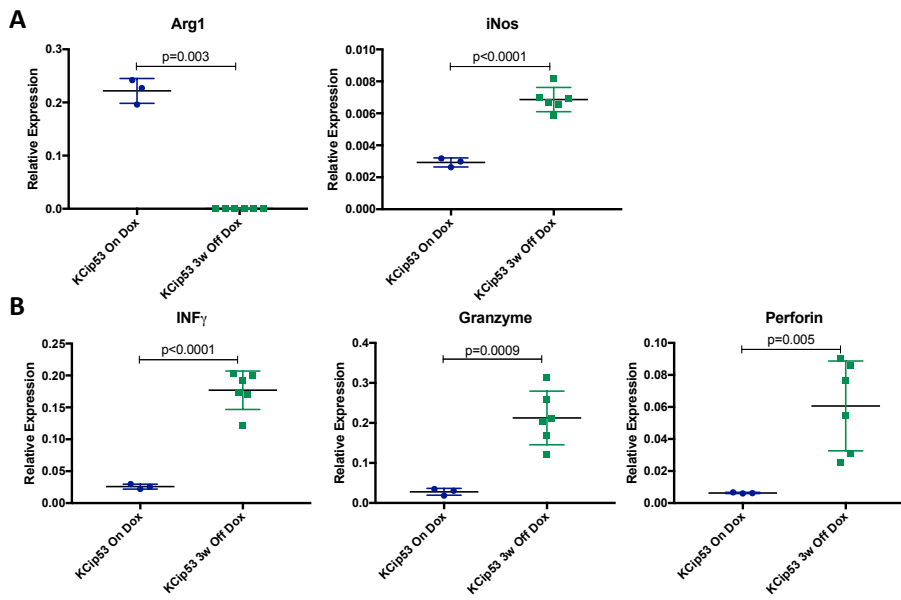 A
Arg1
p=0.003
Relative Expression
0.3
0.2
0.1
0.0
KCip53 On Dox
KCip53 3w Off Dox
iNos
p<0.0001
Relative Expression
0.010
0.008
0.006
0.004
0.002
0.000
KCip53 On Dox
KCip53 3w Off Dox
B
INFγ
p<0.0001
Relative Expression
0.25
0.20
0.15
0.10
0.05
0.00
KCip53 On Dox
KCip53 3w Off Dox
Granzyme
p=0.0009
Relative Expression
0.4
0.3
0.2
0.1
0.0
KCip53 On Dox
KCip53 3w Off Dox
Perforin
p=0.005
Relative Expression
0.10
0.08
0.06
0.04
0.02
0.00
KCip53 On Dox
KCip53 3w Off Dox